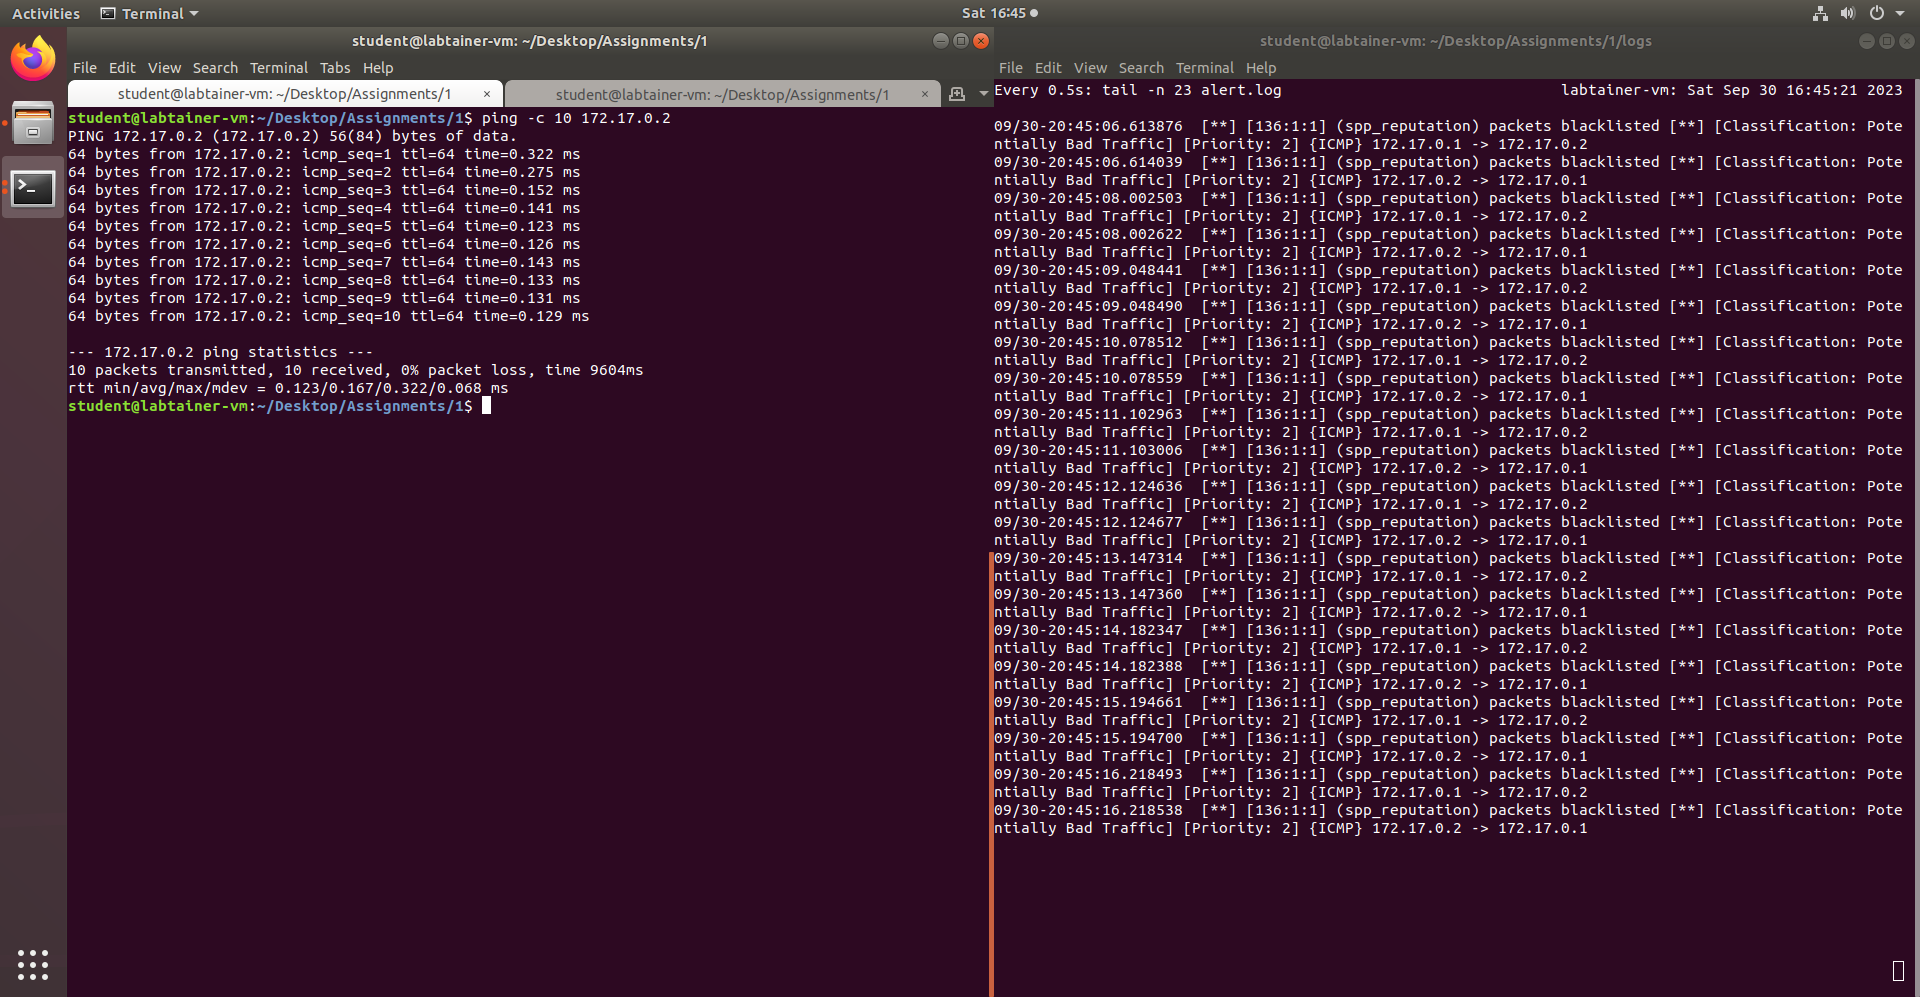 Activities Terminal Sat 16:45
student@labtainer-vm: ~/Desktop/Assignments/1
File Edit View Search Terminal Tabs Help
student@labtainer-vm: ~/Desktop/Assignments/1 × student@labtainer-vm: ~/Desktop/Assignments/1 ×
student@labtainer-vm:~/Desktop/Assignments/1$ ping -c 10 172.17.0.2
PING 172.17.0.2 (172.17.0.2) 56(84) bytes of data.
64 bytes from 172.17.0.2: icmp_seq=1 ttl=64 time=0.322 ms
64 bytes from 172.17.0.2: icmp_seq=2 ttl=64 time=0.275 ms
64 bytes from 172.17.0.2: icmp_seq=3 ttl=64 time=0.152 ms
64 bytes from 172.17.0.2: icmp_seq=4 ttl=64 time=0.141 ms
64 bytes from 172.17.0.2: icmp_seq=5 ttl=64 time=0.123 ms
64 bytes from 172.17.0.2: icmp_seq=6 ttl=64 time=0.126 ms
64 bytes from 172.17.0.2: icmp_seq=7 ttl=64 time=0.143 ms
64 bytes from 172.17.0.2: icmp_seq=8 ttl=64 time=0.133 ms
64 bytes from 172.17.0.2: icmp_seq=9 ttl=64 time=0.131 ms
64 bytes from 172.17.0.2: icmp_seq=10 ttl=64 time=0.129 ms
--- 172.17.0.2 ping statistics ---
10 packets transmitted, 10 received, 0% packet loss, time 9604ms
rtt min/avg/max/mdev = 0.123/0.167/0.322/0.068 ms
student@labtainer-vm:~/Desktop/Assignments/1$
student@labtainer-vm: ~/Desktop/Assignments/1/logs
File Edit View Search Terminal Help
Every 0.5s: tail -n 23 alert.log labtainer-vm: Sat Sep 30 16:45:21 2023
09/30-20:45:06.613876 [**] [136:1:1] (spp_reputation) packets blacklisted [**] [Classification: Pote
ntially Bad Traffic] [Priority: 2] {ICMP} 172.17.0.1 -> 172.17.0.2
09/30-20:45:06.614039 [**] [136:1:1] (spp_reputation) packets blacklisted [**] [Classification: Pote
ntially Bad Traffic] [Priority: 2] {ICMP} 172.17.0.2 -> 172.17.0.1
09/30-20:45:08.002503 [**] [136:1:1] (spp_reputation) packets blacklisted [**] [Classification: Pote
ntially Bad Traffic] [Priority: 2] {ICMP} 172.17.0.1 -> 172.17.0.2
09/30-20:45:08.002622 [**] [136:1:1] (spp_reputation) packets blacklisted [**] [Classification: Pote
ntially Bad Traffic] [Priority: 2] {ICMP} 172.17.0.2 -> 172.17.0.1
09/30-20:45:09.048441 [**] [136:1:1] (spp_reputation) packets blacklisted [**] [Classification: Pote
ntially Bad Traffic] [Priority: 2] {ICMP} 172.17.0.1 -> 172.17.0.2
09/30-20:45:09.048490 [**] [136:1:1] (spp_reputation) packets blacklisted [**] [Classification: Pote
ntially Bad Traffic] [Priority: 2] {ICMP} 172.17.0.2 -> 172.17.0.1
09/30-20:45:10.078512 [**] [136:1:1] (spp_reputation) packets blacklisted [**] [Classification: Pote
ntially Bad Traffic] [Priority: 2] {ICMP} 172.17.0.1 -> 172.17.0.2
09/30-20:45:10.078559 [**] [136:1:1] (spp_reputation) packets blacklisted [**] [Classification: Pote
ntially Bad Traffic] [Priority: 2] {ICMP} 172.17.0.2 -> 172.17.0.1
09/30-20:45:11.102963 [**] [136:1:1] (spp_reputation) packets blacklisted [**] [Classification: Pote
ntially Bad Traffic] [Priority: 2] {ICMP} 172.17.0.1 -> 172.17.0.2
09/30-20:45:11.103006 [**] [136:1:1] (spp_reputation) packets blacklisted [**] [Classification: Pote
ntially Bad Traffic] [Priority: 2] {ICMP} 172.17.0.2 -> 172.17.0.1
09/30-20:45:12.124636 [**] [136:1:1] (spp_reputation) packets blacklisted [**] [Classification: Pote
ntially Bad Traffic] [Priority: 2] {ICMP} 172.17.0.1 -> 172.17.0.2
09/30-20:45:12.124677 [**] [136:1:1] (spp_reputation) packets blacklisted [**] [Classification: Pote
ntially Bad Traffic] [Priority: 2] {ICMP} 172.17.0.2 -> 172.17.0.1
09/30-20:45:13.147314 [**] [136:1:1] (spp_reputation) packets blacklisted [**] [Classification: Pote
ntially Bad Traffic] [Priority: 2] {ICMP} 172.17.0.1 -> 172.17.0.2
09/30-20:45:13.147360 [**] [136:1:1] (spp_reputation) packets blacklisted [**] [Classification: Pote
ntially Bad Traffic] [Priority: 2] {ICMP} 172.17.0.2 -> 172.17.0.1
09/30-20:45:14.182347 [**] [136:1:1] (spp_reputation) packets blacklisted [**] [Classification: Pote
ntially Bad Traffic] [Priority: 2] {ICMP} 172.17.0.1 -> 172.17.0.2
09/30-20:45:14.182388 [**] [136:1:1] (spp_reputation) packets blacklisted [**] [Classification: Pote
ntially Bad Traffic] [Priority: 2] {ICMP} 172.17.0.2 -> 172.17.0.1
09/30-20:45:15.194661 [**] [136:1:1] (spp_reputation) packets blacklisted [**] [Classification: Pote
ntially Bad Traffic] [Priority: 2] {ICMP} 172.17.0.1 -> 172.17.0.2
09/30-20:45:15.194700 [**] [136:1:1] (spp_reputation) packets blacklisted [**] [Classification: Pote
ntially Bad Traffic] [Priority: 2] {ICMP} 172.17.0.2 -> 172.17.0.1
09/30-20:45:16.218493 [**] [136:1:1] (spp_reputation) packets blacklisted [**] [Classification: Pote
ntially Bad Traffic] [Priority: 2] {ICMP} 172.17.0.1 -> 172.17.0.2
09/30-20:45:16.218538 [**] [136:1:1] (spp_reputation) packets blacklisted [**] [Classification: Pote
ntially Bad Traffic] [Priority: 2] {ICMP} 172.17.0.2 -> 172.17.0.1